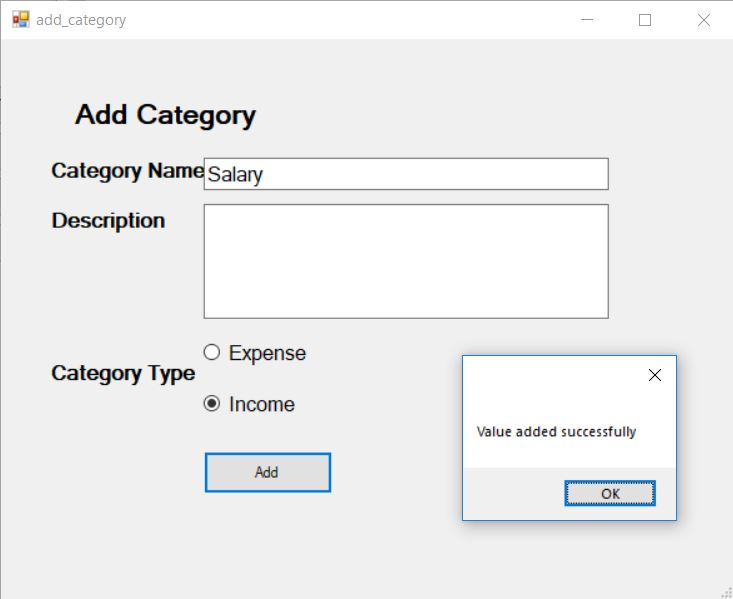 add_category
Add Category
Category Name Salary
Description
Expense
Category Type
Income
Add
Value added successfully
OK